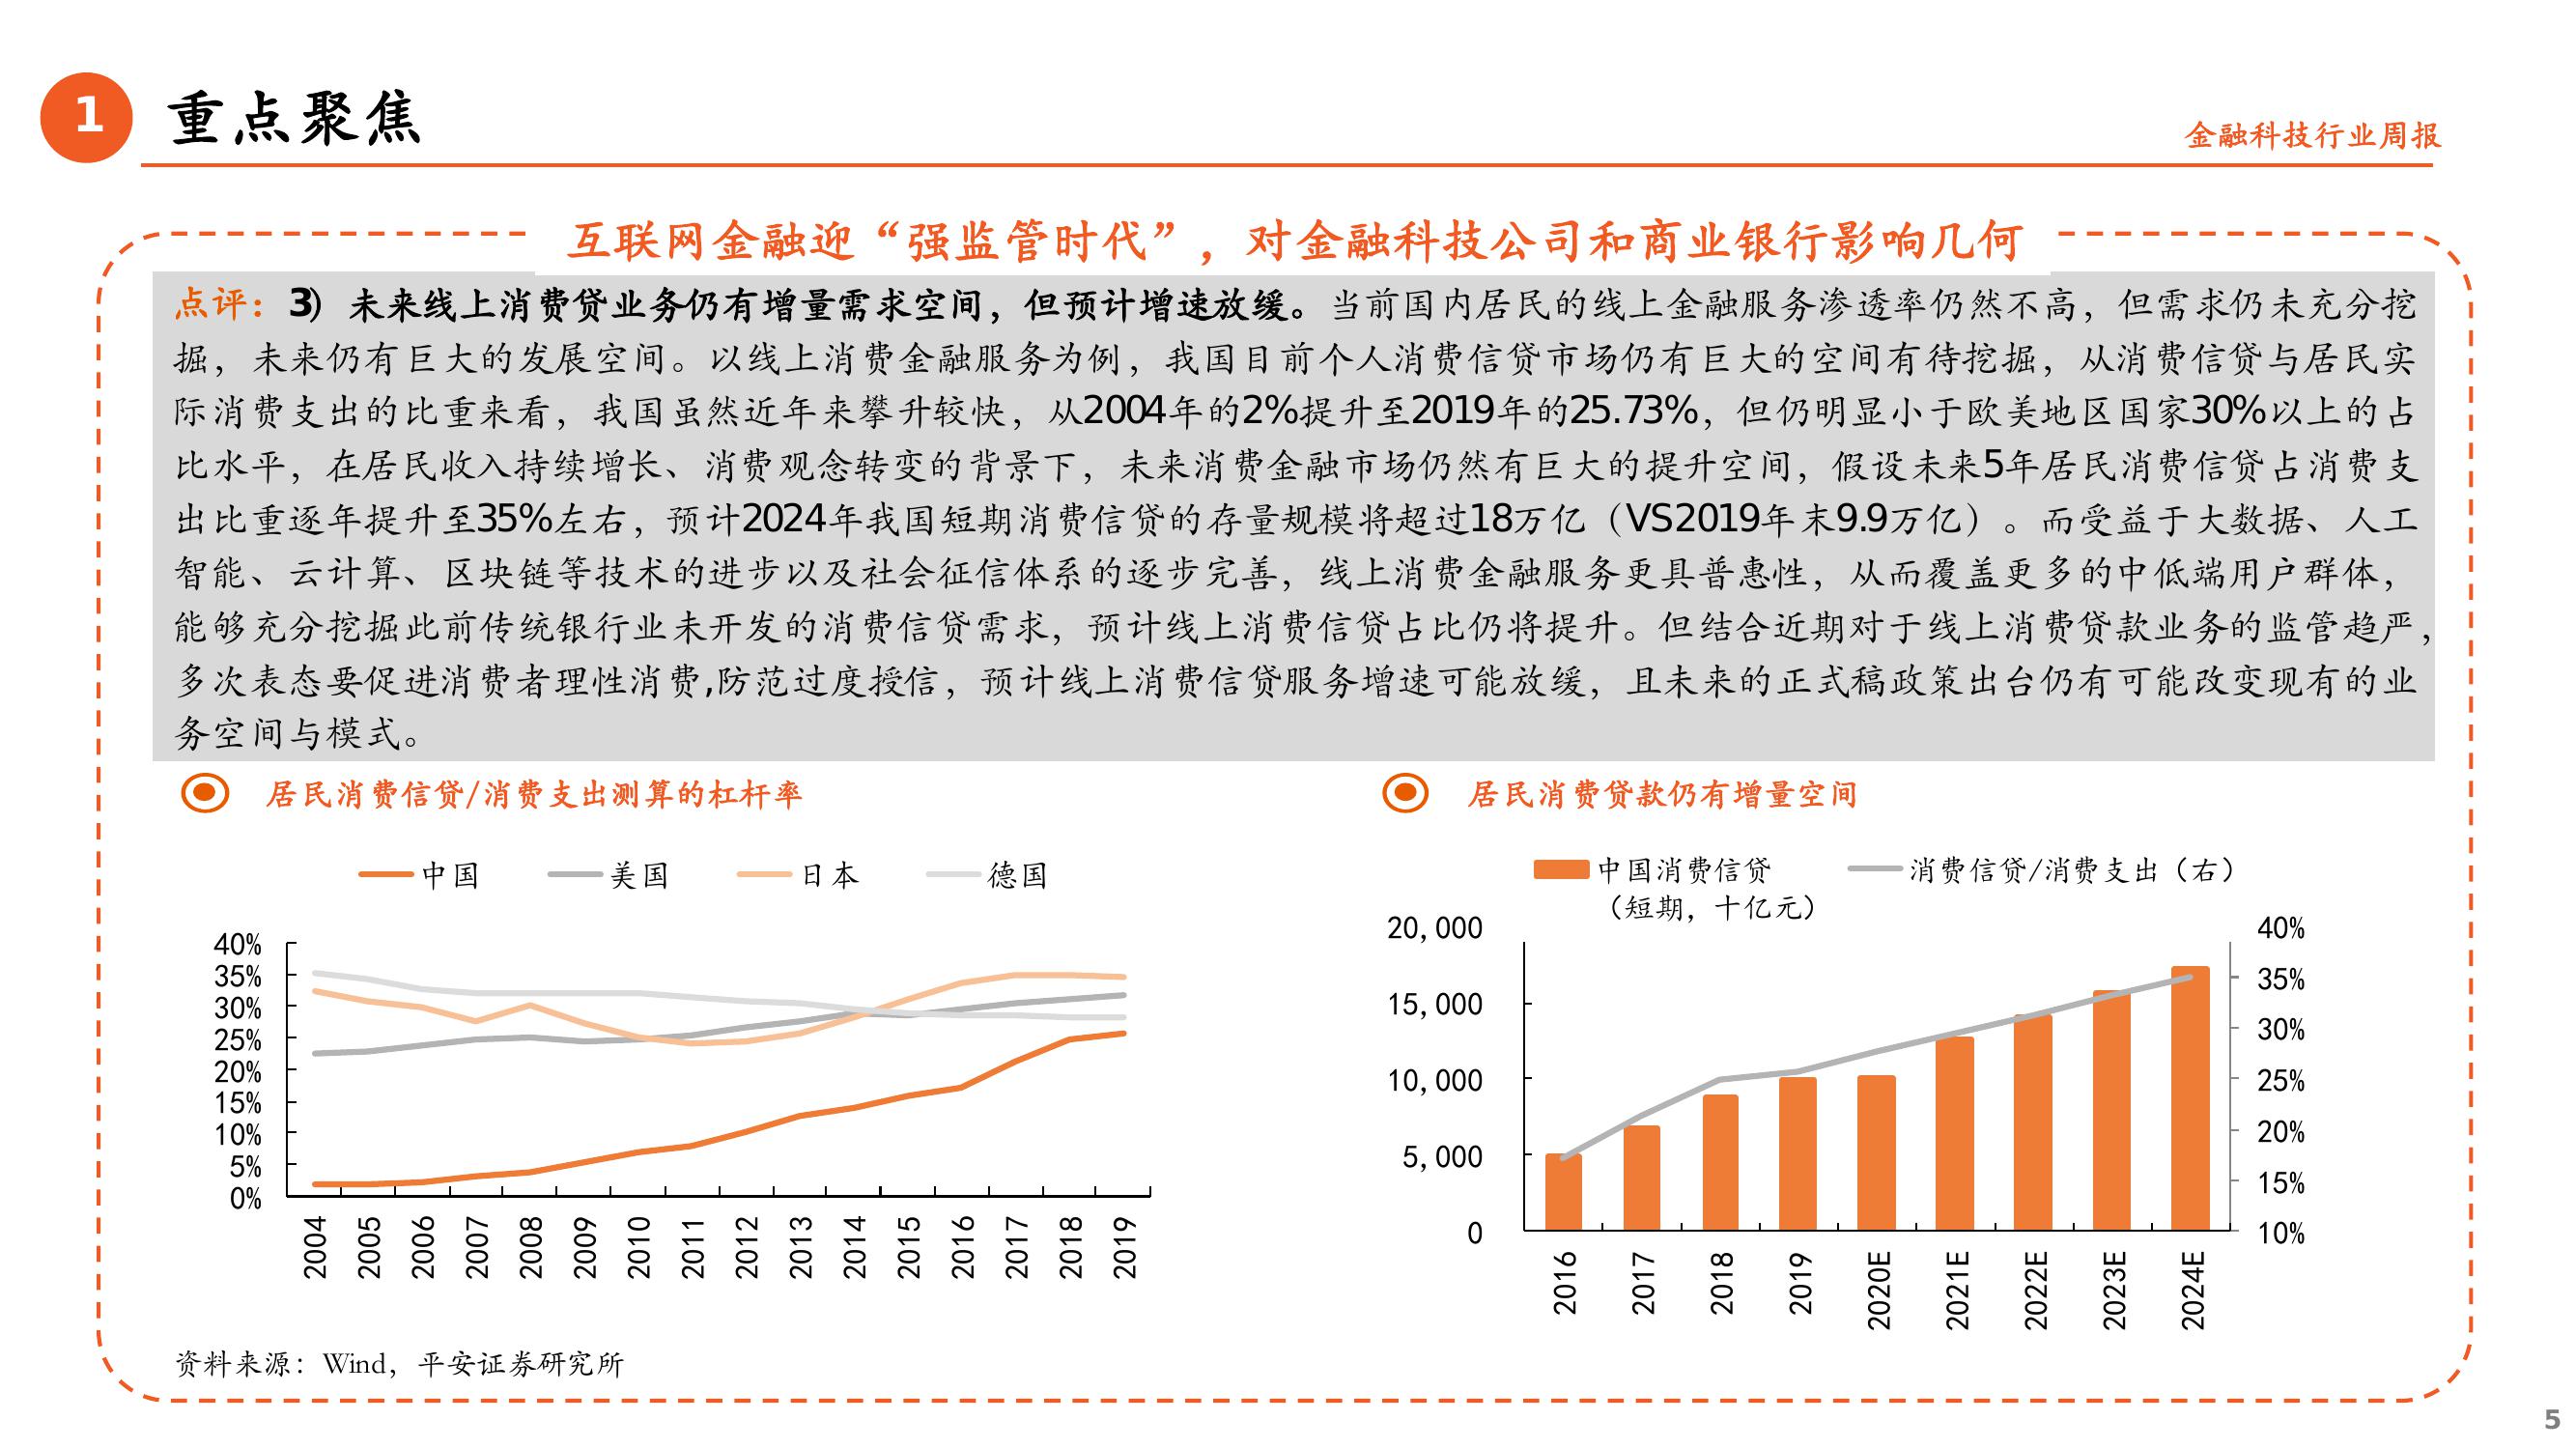 1
重点聚焦
金融科技行业周报
互联网金融迎“强监管时代”，对金融科技公司和商业银行影响几何
点评：3）未来线上消费贷业务仍有增量需求空间，但预计增速放缓。当前国内居民的线上金融服务渗透率仍然不高，但需求仍未充分挖
掘，未来仍有巨大的发展空间。以线上消费金融服务为例，我国目前个人消费信贷市场仍有巨大的空间有待挖掘，从消费信贷与居民实
际消费支出的比重来看，我国虽然近年来攀升较快，从2004年的2%提升至2019年的25.73%，但仍明显小于欧美地区国家30%以上的占
比水平，在居民收入持续增长、消费观念转变的背景下，未来消费金融市场仍然有巨大的提升空间，假设未来5年居民消费信贷占消费支
出比重逐年提升至35%左右，预计2024年我国短期消费信贷的存量规模将超过18万亿（VS2019年末9.9万亿）。而受益于大数据、人工
智能、云计算、区块链等技术的进步以及社会征信体系的逐步完善，线上消费金融服务更具普惠性，从而覆盖更多的中低端用户群体，
能够充分挖掘此前传统银行业未开发的消费信贷需求，预计线上消费信贷占比仍将提升。但结合近期对于线上消费贷款业务的监管趋严，
多次表态要促进消费者理性消费,防范过度授信，预计线上消费信贷服务增速可能放缓，且未来的正式稿政策出台仍有可能改变现有的业
务空间与模式。
居民消费信贷/消费支出测算的杠杆率
中国 美国 日本 德国
40%
35%
30%
25%
20%
15%
10%
5%
0%
2004 2005 2006 2007 2008 2009 2010 2011 2012 2013 2014 2015 2016 2017 2018 2019
居民消费贷款仍有增量空间
中国消费信贷 消费信贷/消费支出（右）
（短期，十亿元）
20,000 40%
35%
15,000
30%
10,000 25%
20%
5,000
15%
0 10%
2016 2017 2018 2019 2020E 2021E 2022E 2023E 2024E
资料来源：Wind，平安证券研究所
5